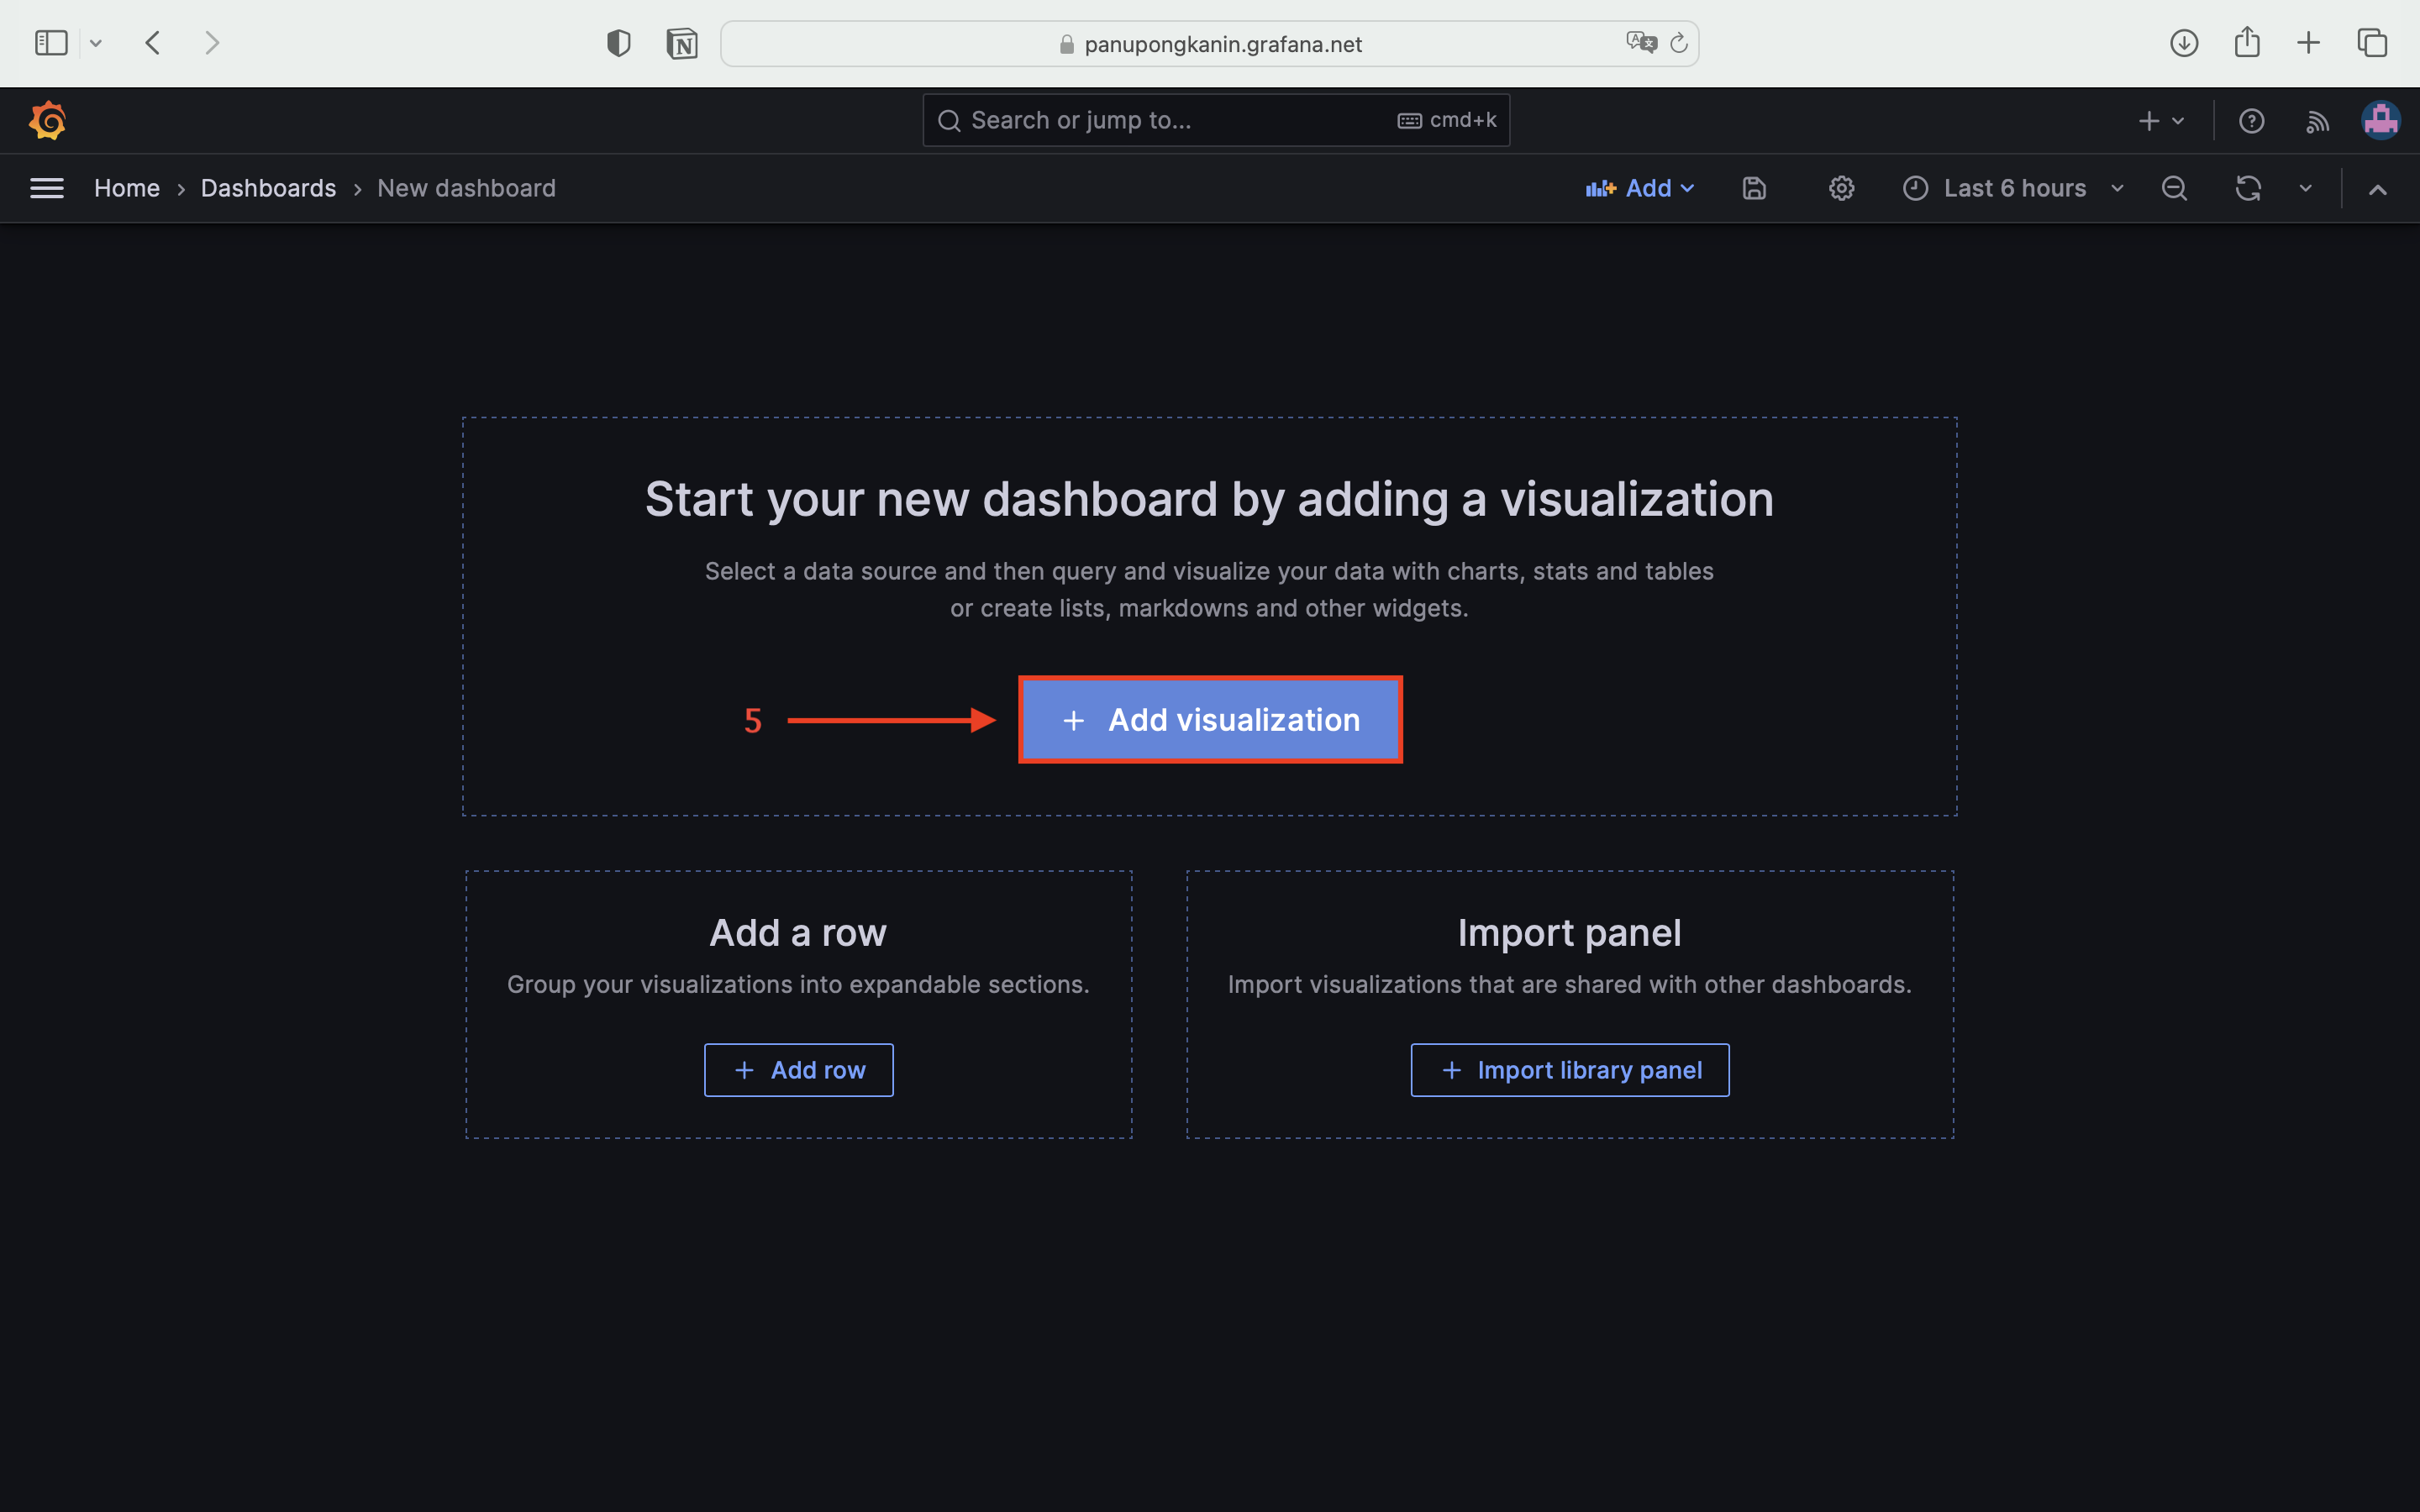 panupongkanin.grafana.net
Search or jump to...
cmd+k
Home › Dashboards › New dashboard
Add
Last 6 hours
Start your new dashboard by adding a visualization
Select a data source and then query and visualize your data with charts, stats and tables
or create lists, markdowns and other widgets.
5
+ Add visualization
Add a row
Group your visualizations into expandable sections.
+ Add row
Import panel
Import visualizations that are shared with other dashboards.
+ Import library panel